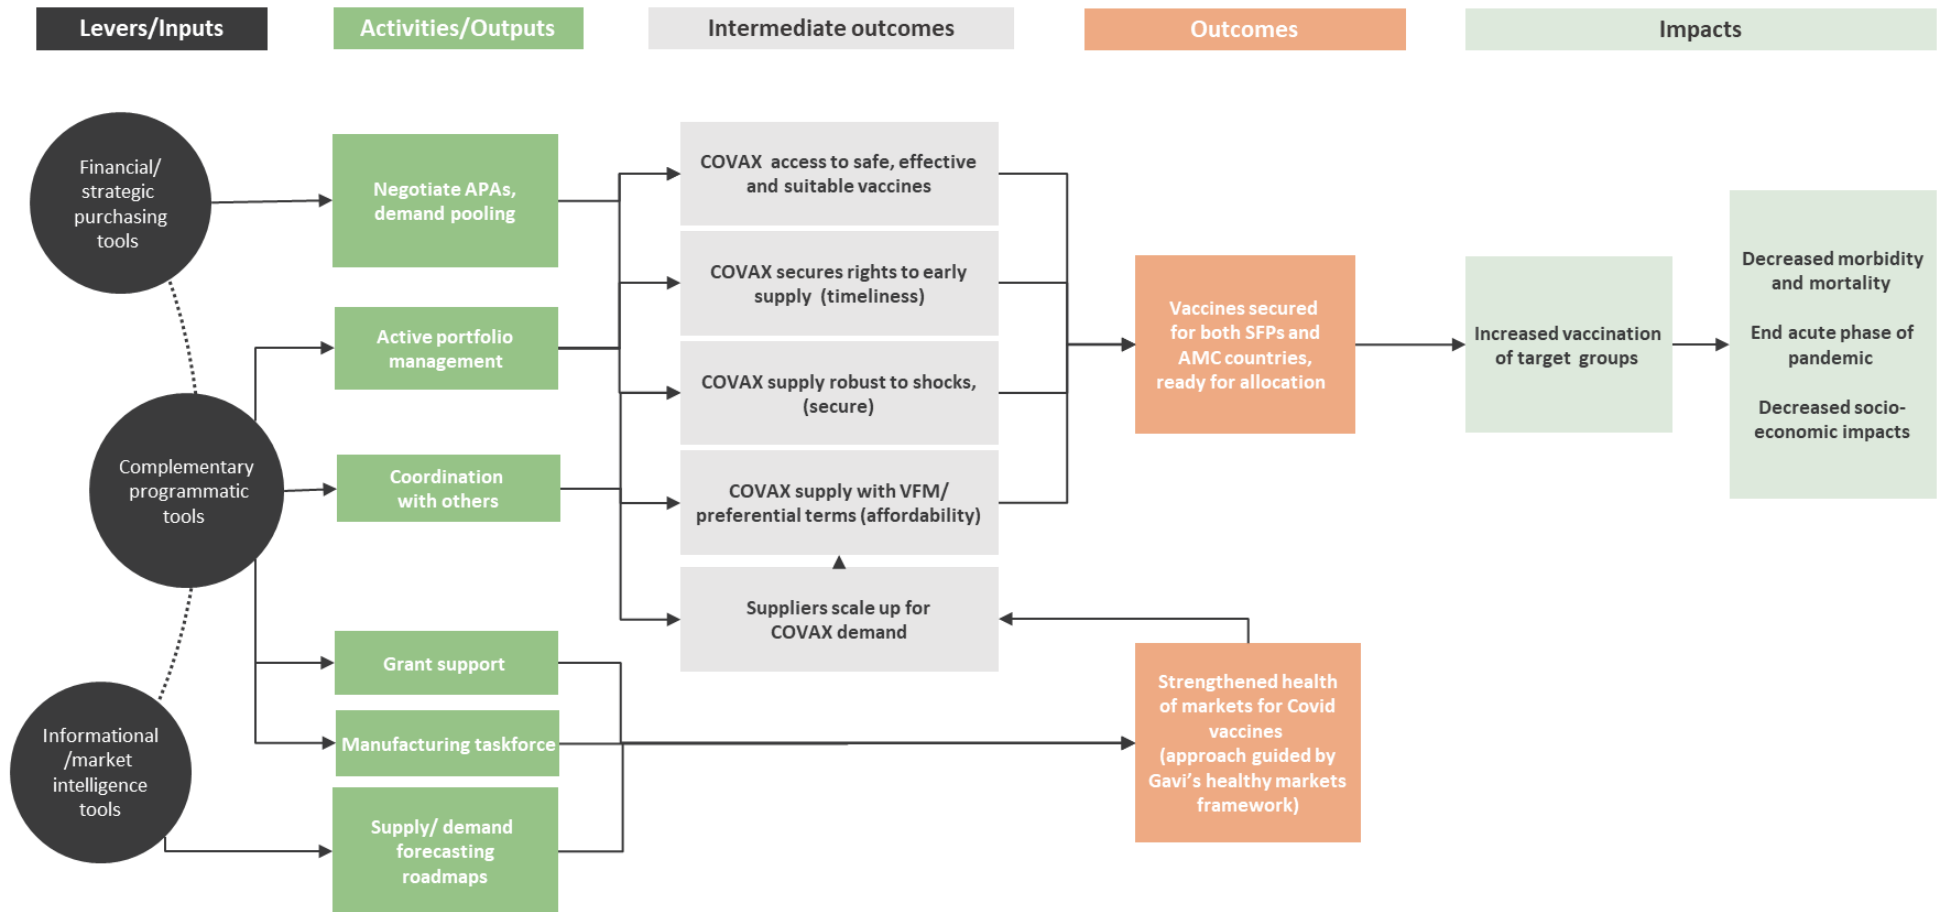 Levers/Inputs
Activities/Outputs
Intermediate outcomes
Outcomes
Impacts
Financial/
strategic
purchasing
tools
Complementary
programmatic
tools
Informational
/market
intelligence
tools
Negotiate APAs,
demand pooling
Active portfolio
management
Coordination
with others
Grant support
Manufacturing taskforce
Supply/ demand
forecasting
roadmaps
COVAX access to safe, effective
and suitable vaccines
COVAX secures rights to early
supply (timeliness)
COVAX supply robust to shocks,
(secure)
COVAX supply with VFM/
preferential terms (affordability)
Suppliers scale up for
COVAX demand
Vaccines secured
for both SFPs and
AMC countries,
ready for allocation
Strengthened health
of markets for Covid
vaccines
(approach guided by
Gavi’s healthy markets
framework)
Increased vaccination
of target groups
Decreased morbidity
and mortality
End acute phase of
pandemic
Decreased socio-
economic impacts